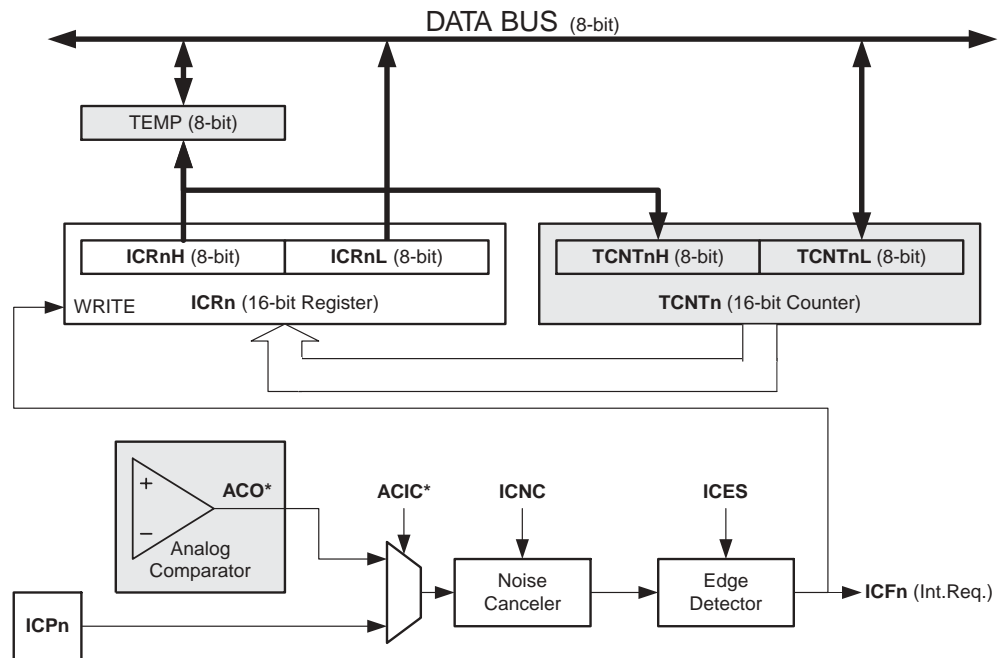 DATA BUS (8-bit)
TEMP (8-bit)
ICRnH (8-bit)
ICRnL (8-bit)
TCNTnH (8-bit)
TCNTnL (8-bit)
WRITE
ICRn (16-bit Register)
TCNTn (16-bit Counter)
+
−
ACO*
Analog
Comparator
ACIC*
ICNC
ICES
Noise
Canceler
Edge
Detector
ICFn (Int.Req.)
ICPn